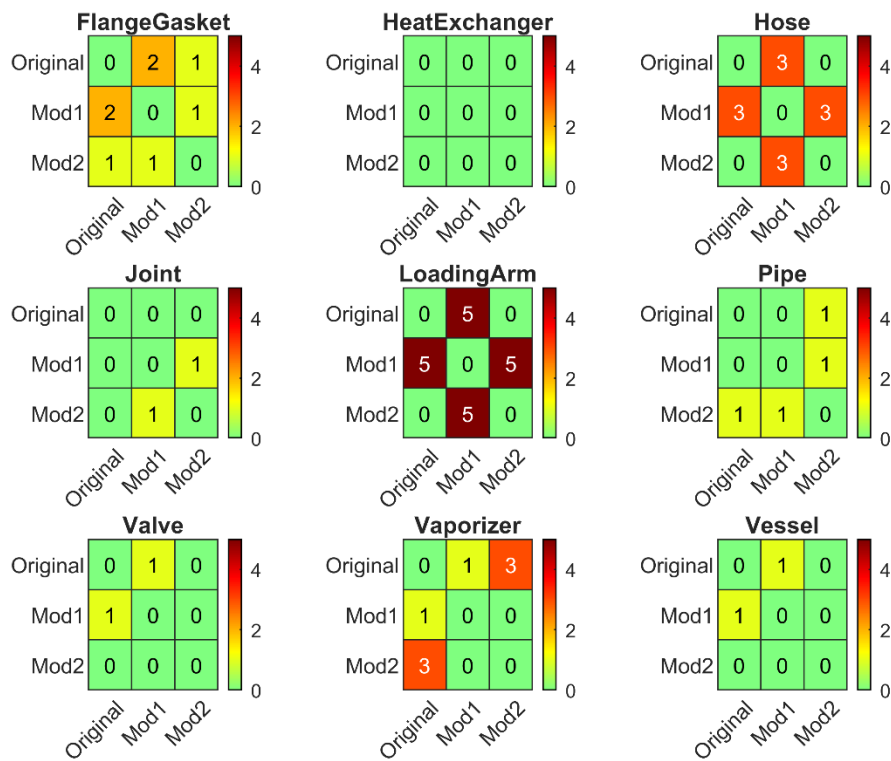 FlangeGasket HeatExchanger Hose
Original 0 2 1 4 Original 0 0 0 4 Original 0 3 0 4
Mod1 2 0 1 2 Mod1 0 0 0 2 Mod1 3 0 3 2
Mod2 1 1 0 0 Mod2 0 0 0 0 Mod2 0 3 0 0
Original Mod1 Mod2 Original Mod1 Mod2 Original Mod1 Mod2
Joint LoadingArm Pipe
Original 0 0 0 4 Original 0 5 0 4 Original 0 0 1 4
Mod1 0 0 1 2 Mod1 5 0 5 2 Mod1 0 0 1 2
Mod2 0 1 0 0 Mod2 0 5 0 0 Mod2 1 1 0 0
Original Mod1 Mod2 Original Mod1 Mod2 Original Mod1 Mod2
Valve Vaporizer Vessel
Original 0 1 0 4 Original 0 1 3 4 Original 0 1 0 4
Mod1 1 0 0 2 Mod1 1 0 0 2 Mod1 1 0 0 2
Mod2 0 0 0 0 Mod2 3 0 0 0 Mod2 0 0 0 0
Original Mod1 Mod2 Original Mod1 Mod2 Original Mod1 Mod2